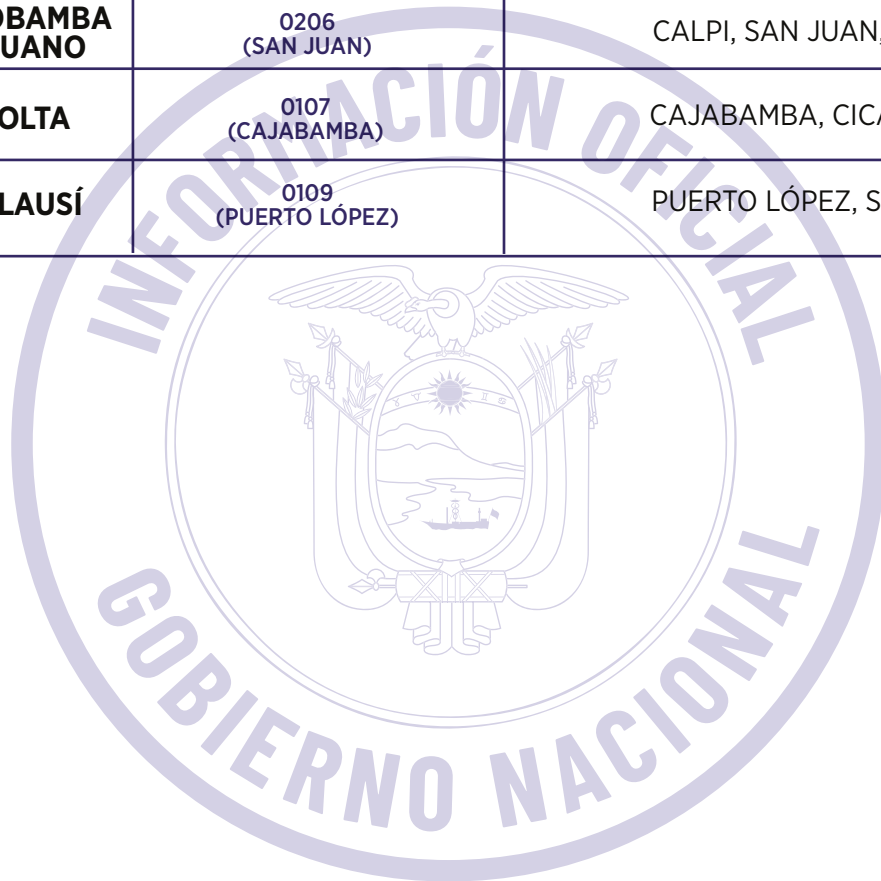 OBAMBA
UANO
0206
(SAN JUAN)
CALPI, SAN JUAN,
OLTA
0107
(CAJABAMBA)
CAJABAMBA, CICA
LAUSÍ
0109
(PUERTO LÓPEZ)
PUERTO LÓPEZ, S
INFORMACIÓN OFICIAL
GOBIERNO NACIONAL